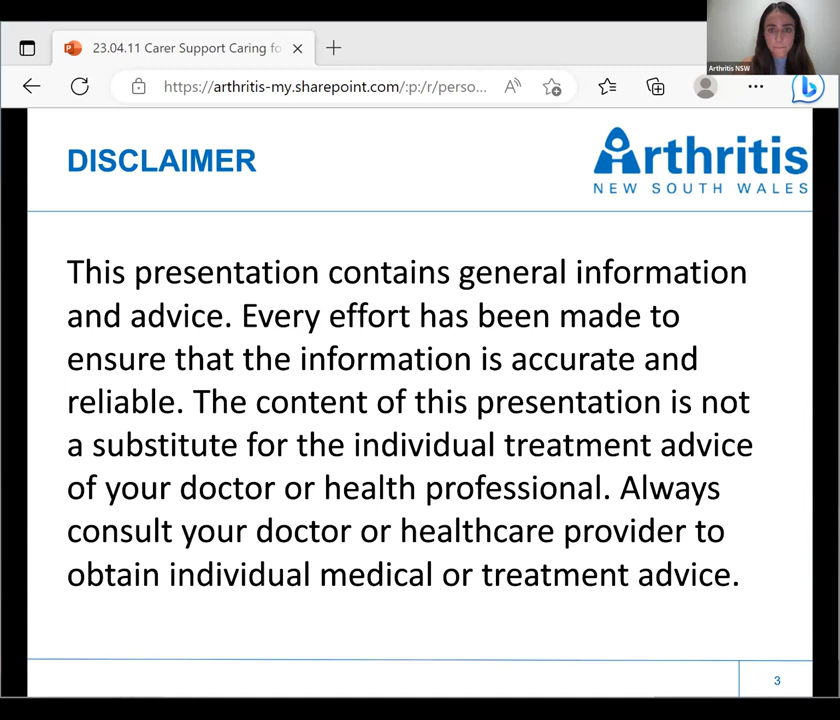 23.04.11 Carer Support Caring fo
Arthritis NSW
https://arthritis-my.sharepoint.com/:p:/r/perso...
DISCLAIMER
Arthritis
NEW SOUTH WALES
This presentation contains general information
and advice. Every effort has been made to
ensure that the information is accurate and
reliable. The content of this presentation is not
a substitute for the individual treatment advice
of your doctor or health professional. Always
consult your doctor or healthcare provider to
obtain individual medical or treatment advice.
3